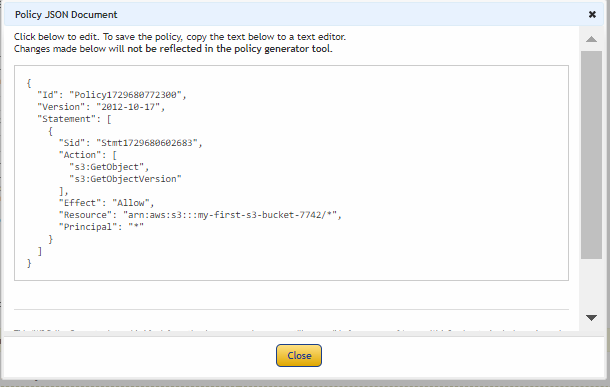 Policy JSON Document
Click below to edit. To save the policy, copy the text below to a text editor.
Changes made below will not be reflected in the policy generator tool.
{
  "Id": "Policy1729680772300",
  "Version": "2012-10-17",
  "Statement": [
    {
      "Sid": "Stmt1729680602683",
      "Action": [
        "s3:GetObject",
        "s3:GetObjectVersion"
      ],
      "Effect": "Allow",
      "Resource": "arn:aws:s3:::my-first-s3-bucket-7742/*",
      "Principal": "*"
    }
  ]
}
Close